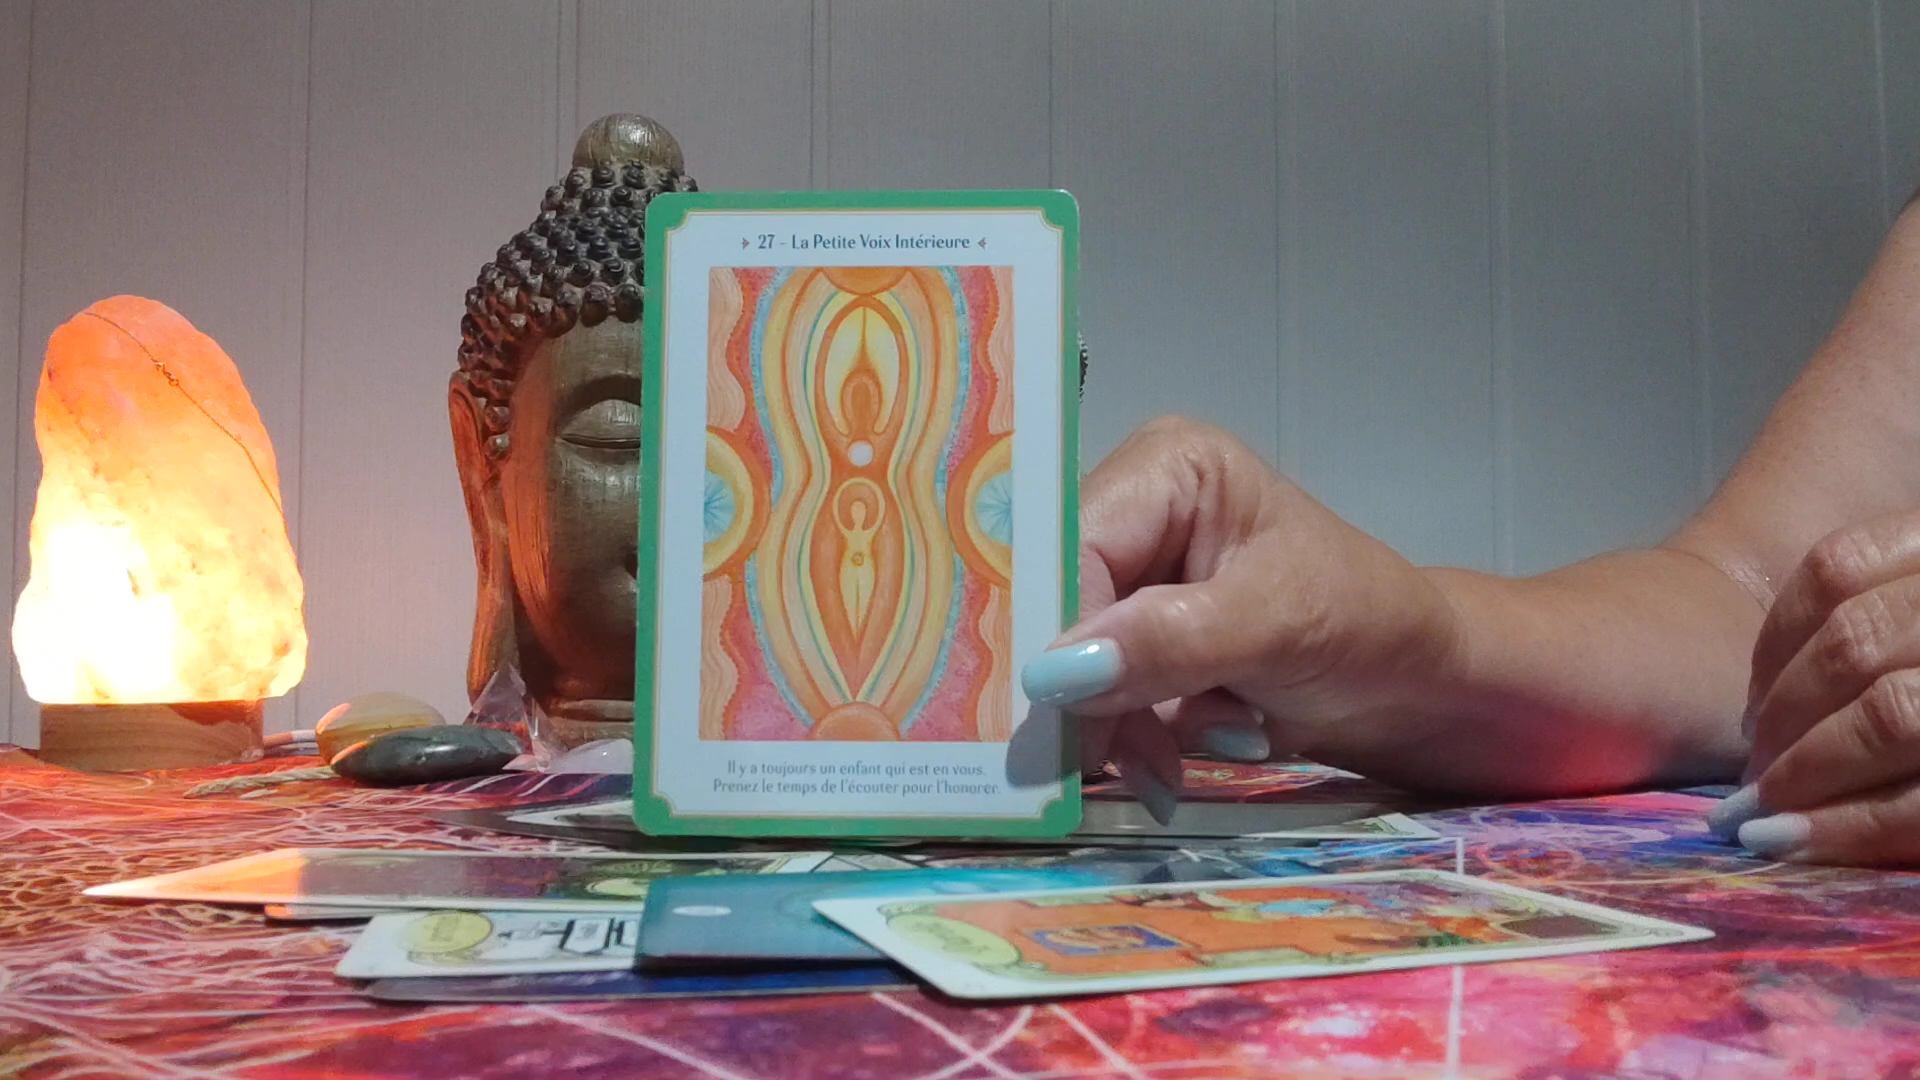 27 - La Petite Voix Intérieure
Il y a toujours un enfant qui est en vous.
Prenez le temps de l'écouter pour l'honorer.